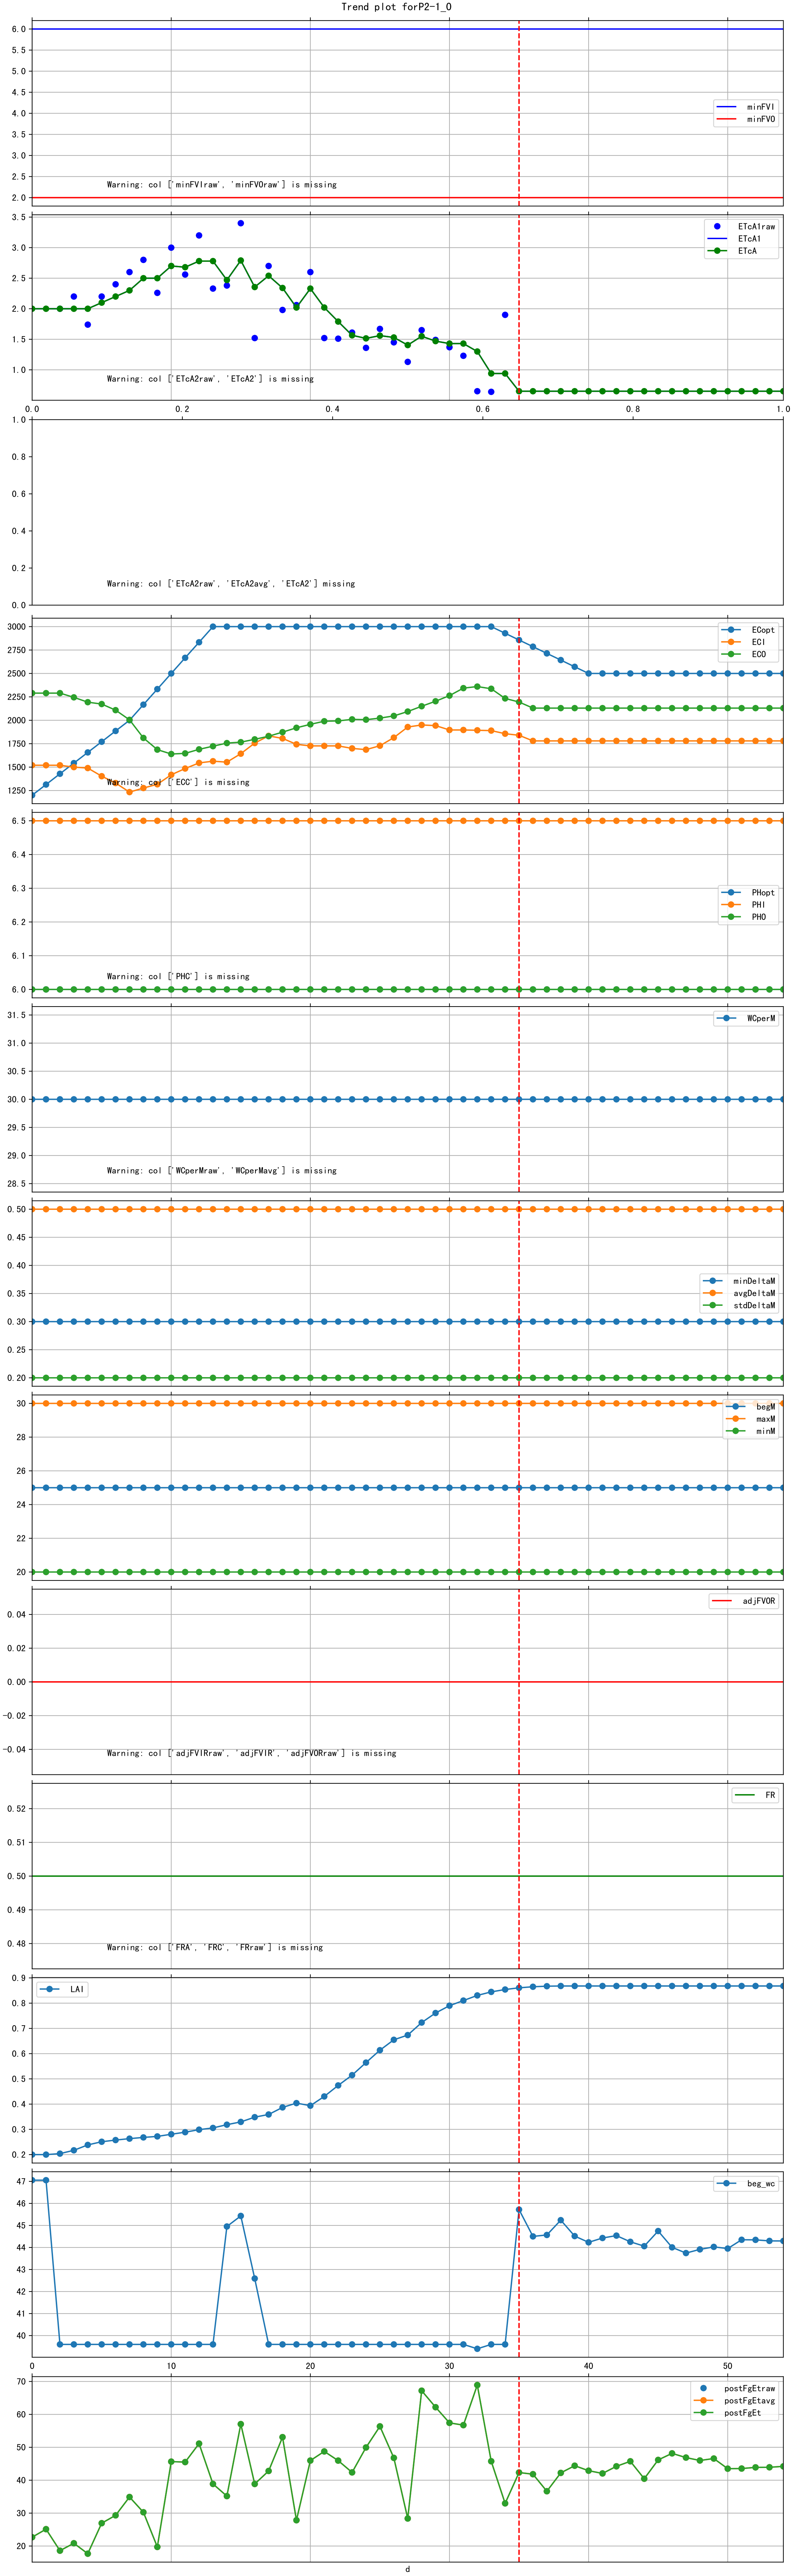 Trend plot forP2-1_0
6.0
5.5
5.0
4.5
4.0
3.5
3.0
2.5
2.0
minFVI
minFVO
Warning: col ['minFVIraw', 'minFVOraw'] is missing
3.5
3.0
2.5
2.0
1.5
1.0
ETcA1raw
ETcA1
ETcA
Warning: col ['ETcA2raw', 'ETcA2'] is missing
0.0 0.2 0.4 0.6 0.8 1.0
1.0
0.8
0.6
0.4
0.2
0.0
Warning: col ['ETcA2raw', 'ETcA2avg', 'ETcA2'] missing
3000
2750
2500
2250
2000
1750
1500
1250
ECopt
ECI
ECO
Warning: col ['ECC'] is missing
6.5
6.4
6.3
6.2
6.1
6.0
PHopt
PHI
PHO
Warning: col ['PHC'] is missing
31.5
31.0
30.5
30.0
29.5
29.0
28.5
WCperM
Warning: col ['WCperMraw', 'WCperMavg'] is missing
0.50
0.45
0.40
0.35
0.30
0.25
0.20
minDeltaM
avgDeltaM
stdDeltaM
30
28
26
24
22
20
begM
maxM
minM
0.04
0.02
0.00
-0.02
-0.04
adjFVOR
Warning: col ['adjFVIRraw', 'adjFVIR', 'adjFVORraw'] is missing
0.52
0.51
0.50
0.49
0.48
FR
Warning: col ['FRA', 'FRC', 'FRraw'] is missing
0.9
0.8
0.7
0.6
0.5
0.4
0.3
0.2
LAI
47
46
45
44
43
42
41
40
beg_wc
0 10 20 30 40 50
70
60
50
40
30
20
postFgEtraw
postFgEtavg
postFgEt
d